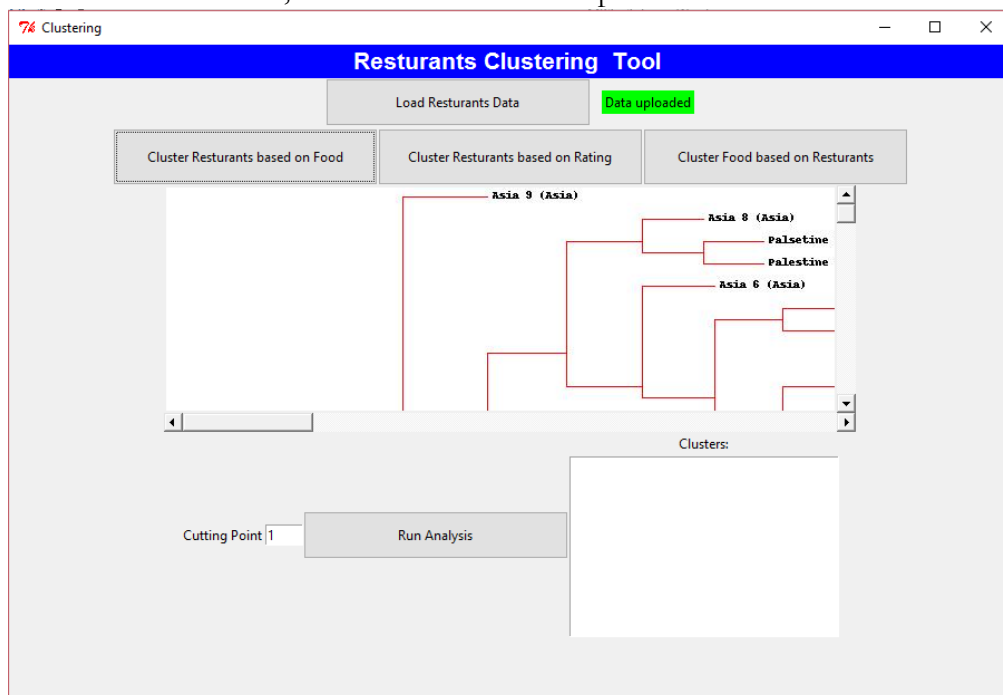 Clustering
Resturants Clustering Tool
Load Resturants Data
Data uploaded
Cluster Resturants based on Food
Cluster Resturants based on Rating
Cluster Food based on Resturants
Asia 9 (Asia)
Asia 8 (Asia)
Palsetine
Palestine
Asia 6 (Asia)
Clusters:
Cutting Point 1
Run Analysis